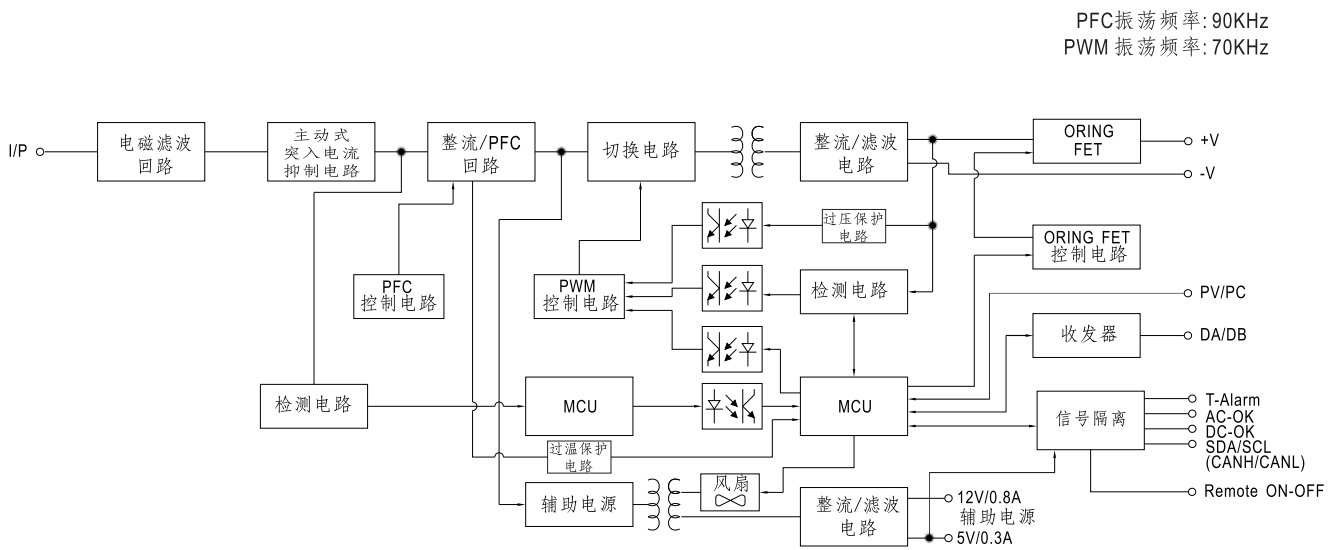 PFC振荡频率: 90KHz
PWM 振荡频率: 70KHz
I/P
电磁滤波
回路
主动式
突入电流
抑制电路
整流/PFC
回路
切换电路
整流/滤波
电路
ORING
FET
+V
-V
过压保护
电路
ORING FET
控制电路
PFC
控制电路
PWM
控制电路
检测电路
PV/PC
收发器
DA/DB
检测电路
MCU
MCU
信号隔离
T-Alarm
AC-OK
DC-OK
SDA/SCL
(CANH/CANL)
过温保护
电路
Remote ON-OFF
辅助电源
风扇
整流/滤波
电路
12V/0.8A
辅助电源
5V/0.3A